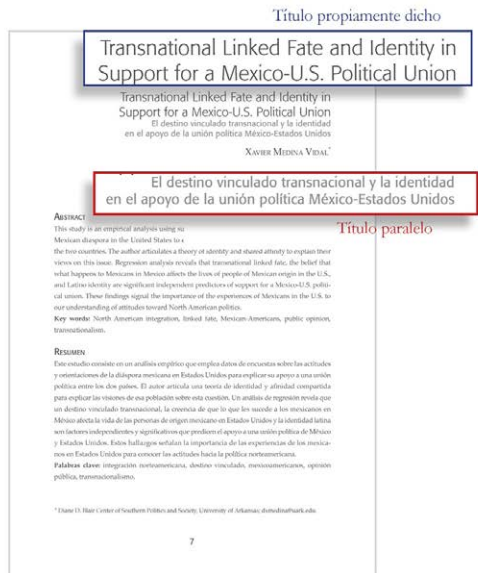 Título propiamente dicho
Transnational Linked Fate and Identity in
Support for a Mexico-U.S. Political Union
Transnational Linked Fate and Identity in
Support for a Mexico-U.S. Political Union
El destino vinculado transnacional y la identidad
en el apoyo de la unión política México-Estados Unidos
XAVIER MEDINA VIDAL*
El destino vinculado transnacional y la identidad
en el apoyo de la unión política México-Estados Unidos
Título paralelo
ABSTRACT
This study is an empirical analysis using su
Mexican diaspora in the United States to
the two countries. The author articulates a theory of identity and shared affinity to explain their
views on this issue. Regression analysis reveals that transnational linked fate, the belief that
what happens to Mexicans in Mexico affects the lives of people of Mexican origin in the U.S.,
and Latino identity are significant independent predictors of support for a Mexico-U.S. politi-
cal union. These findings signal the importance of the experiences of Mexicans in the U.S. to
our understanding of attitudes toward North American politics.
Key words: North American integration, linked fate, Mexican-Americans, public opinion,
transnationalism.
RESUMEN
Este estudio consiste en un análisis empírico que emplea datos de encuestas sobre las actitudes
y orientaciones de la diáspora mexicana en Estados Unidos para explicar su apoyo a una unión
política entre los dos países. El autor articula una teoría de identidad y afinidad compartida
para explicar las visiones de esa población sobre esta cuestión. Un análisis de regresión revela que
un destino vinculado transnacional, la creencia de que lo que les sucede a los mexicanos en
México afecta la vida de las personas de origen mexicano en Estados Unidos y la identidad latina
son factores independientes y significativos que predicen el apoyo a una unión política de México
y Estados Unidos. Estos hallazgos señalan la importancia de las experiencias de los mexica-
nos en Estados Unidos para conocer las actitudes hacia la política norteamericana.
Palabras clave: integración norteamericana, destino vinculado, mexicoamericanos, opinión
pública, transnacionalismo.
* Diane D. Blair Center of Southern Politics and Society, University of Arkansas;
7